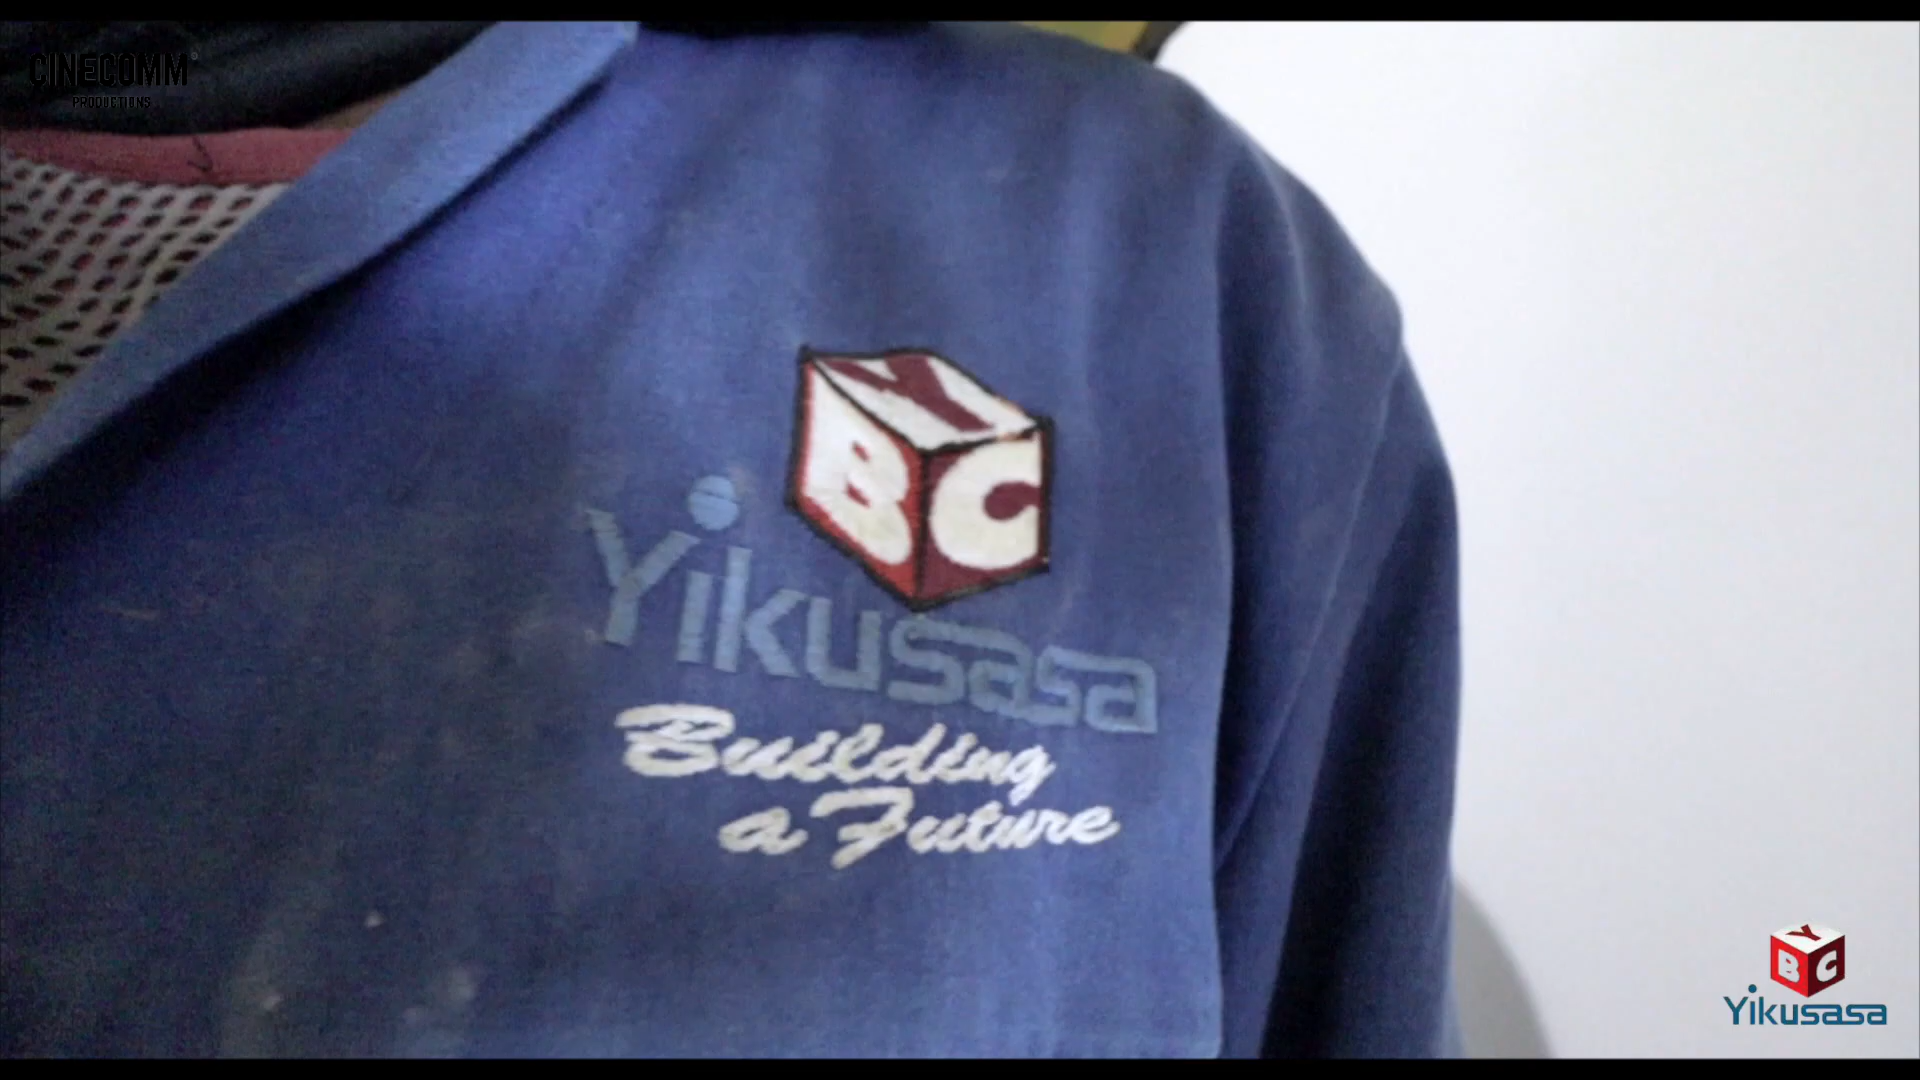 CINECOMM
PRODUCTIONS
Y
B C
Yikusasa
Building
a Future
Y
B C
Yikusasa